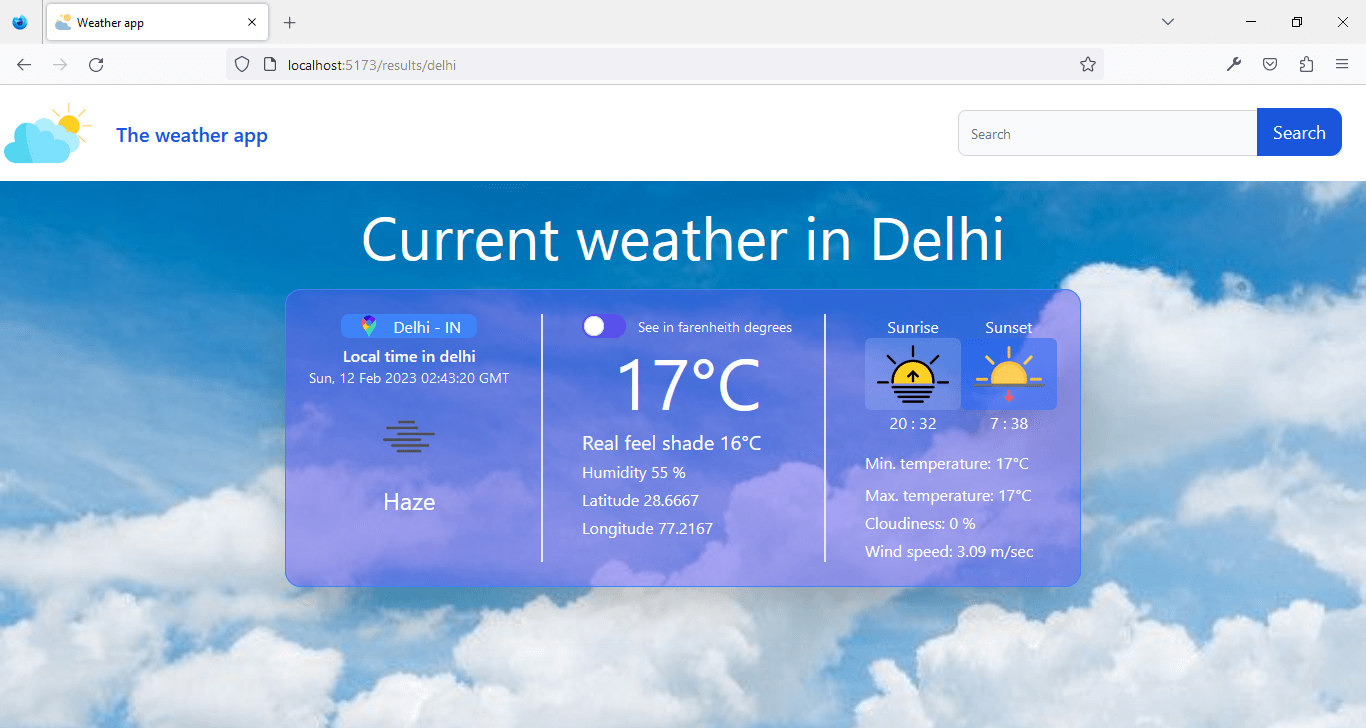 Weather app
localhost:5173/results/delhi
The weather app
Search
Search
Current weather in Delhi
Delhi - IN
Local time in delhi
Sun, 12 Feb 2023 02:43:20 GMT
Haze
See in farenheith degrees
17°C
Real feel shade 16°C
Humidity 55 %
Latitude 28.6667
Longitude 77.2167
Sunrise
Sunset
20 : 32
7 : 38
Min. temperature: 17°C
Max. temperature: 17°C
Cloudiness: 0 %
Wind speed: 3.09 m/sec